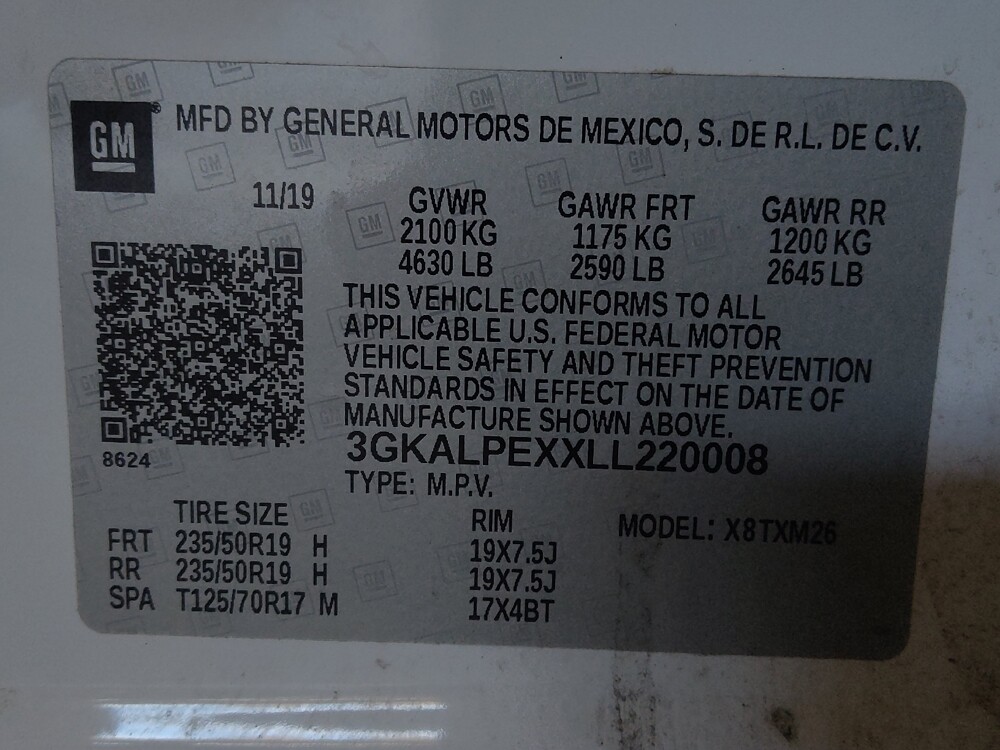 GM® MFD BY GENERAL MOTORS DE MEXICO, S. DE R.L. DE C.V.
11/19 GVWR GAWR FRT GAWR RR
2100 KG 1175 KG 1200 KG
4630 LB 2590 LB 2645 LB
THIS VEHICLE CONFORMS TO ALL
APPLICABLE U.S. FEDERAL MOTOR
VEHICLE SAFETY AND THEFT PREVENTION
STANDARDS IN EFFECT ON THE DATE OF
MANUFACTURE SHOWN ABOVE.
3GKALPEXXLL220008
8624
TYPE: M.P.V.
TIRE SIZE RIM MODEL: X8TXM26
FRT 235/50R19 H 19X7.5J
RR 235/50R19 H 19X7.5J
SPA T125/70R17 M 17X4BT